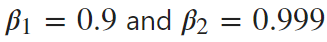 β₁ = 0.9 and β₂ = 0.999